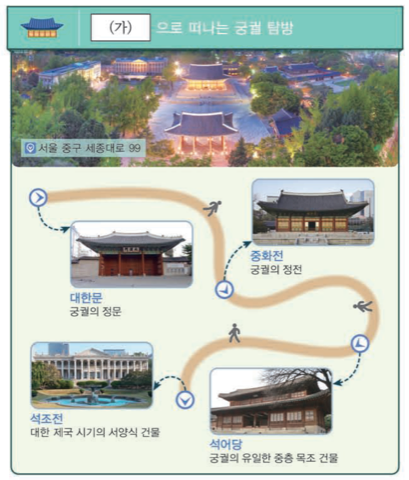 (가) 으로 떠나는 궁궐 탐방
서울 중구 세종대로 99
대한문
궁궐의 정문
중화전
궁궐의 정전
석조전
대한 제국 시기의 서양식 건물
석어당
궁궐의 유일한 중층 목조 건물